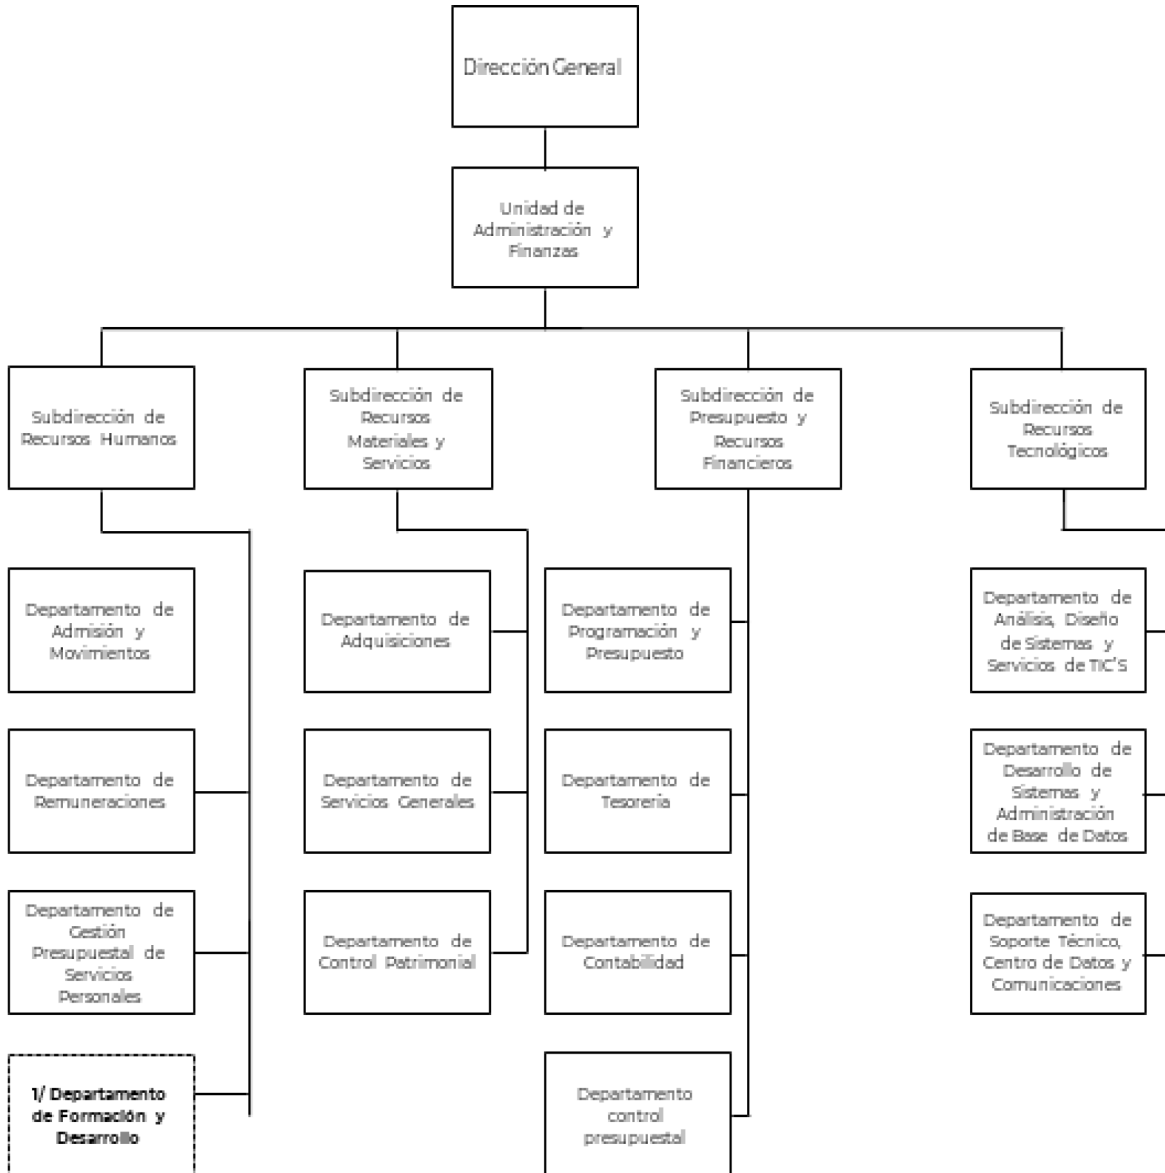 Dirección General
Unidad de
Administración y
Finanzas
Subdirección de
Recursos Humanos
Subdirección de
Recursos
Materiales y
Servicios
Subdirección de
Presupuesto y
Recursos
Financieros
Subdirección de
Recursos
Tecnológicos
Departamento de
Admisión y
Movimientos
Departamento de
Adquisiciones
Departamento de
Programación y
Presupuesto
Departamento de
Análisis, Diseño
de Sistemas y
Servicios de TIC'S
Departamento de
Remuneraciones
Departamento de
Servicios Generales
Departamento de
Tesorería
Departamento de
Desarrollo de
Sistemas y
Administración
de Base de Datos
Departamento de
Gestión
Presupuestal de
Servicios
Personales
Departamento de
Control Patrimonial
Departamento de
Contabilidad
Departamento de
Soporte Técnico,
Centro de Datos y
Comunicaciones
1/ Departamento
de Formación y
Desarrollo
Departamento
control
presupuestal